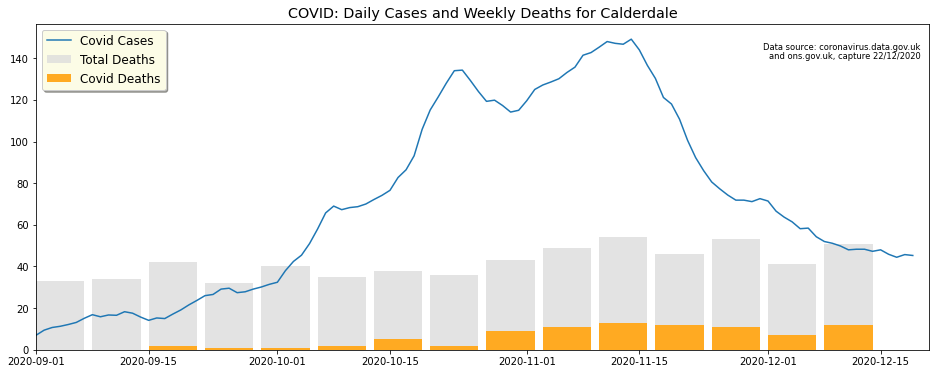 COVID: Daily Cases and Weekly Deaths for Calderdale
Covid Cases
Total Deaths
Covid Deaths
Data source: coronavirus.data.gov.uk
and ons.gov.uk, capture 22/12/2020
140
120
100
80
60
40
20
0
2020-09-01
2020-09-15
2020-10-01
2020-10-15
2020-11-01
2020-11-15
2020-12-01
2020-12-15